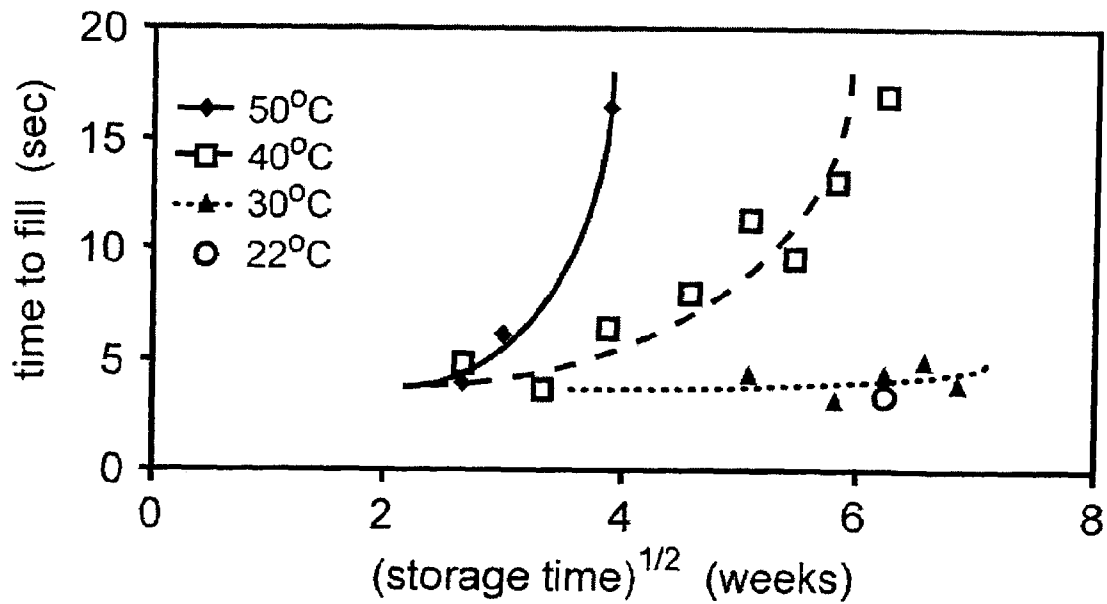 20
15
10
5
0
time to fill (sec)
50°C
40°C
30°C
22°C
0 2 4 6 8
(storage time)^1/2 (weeks)